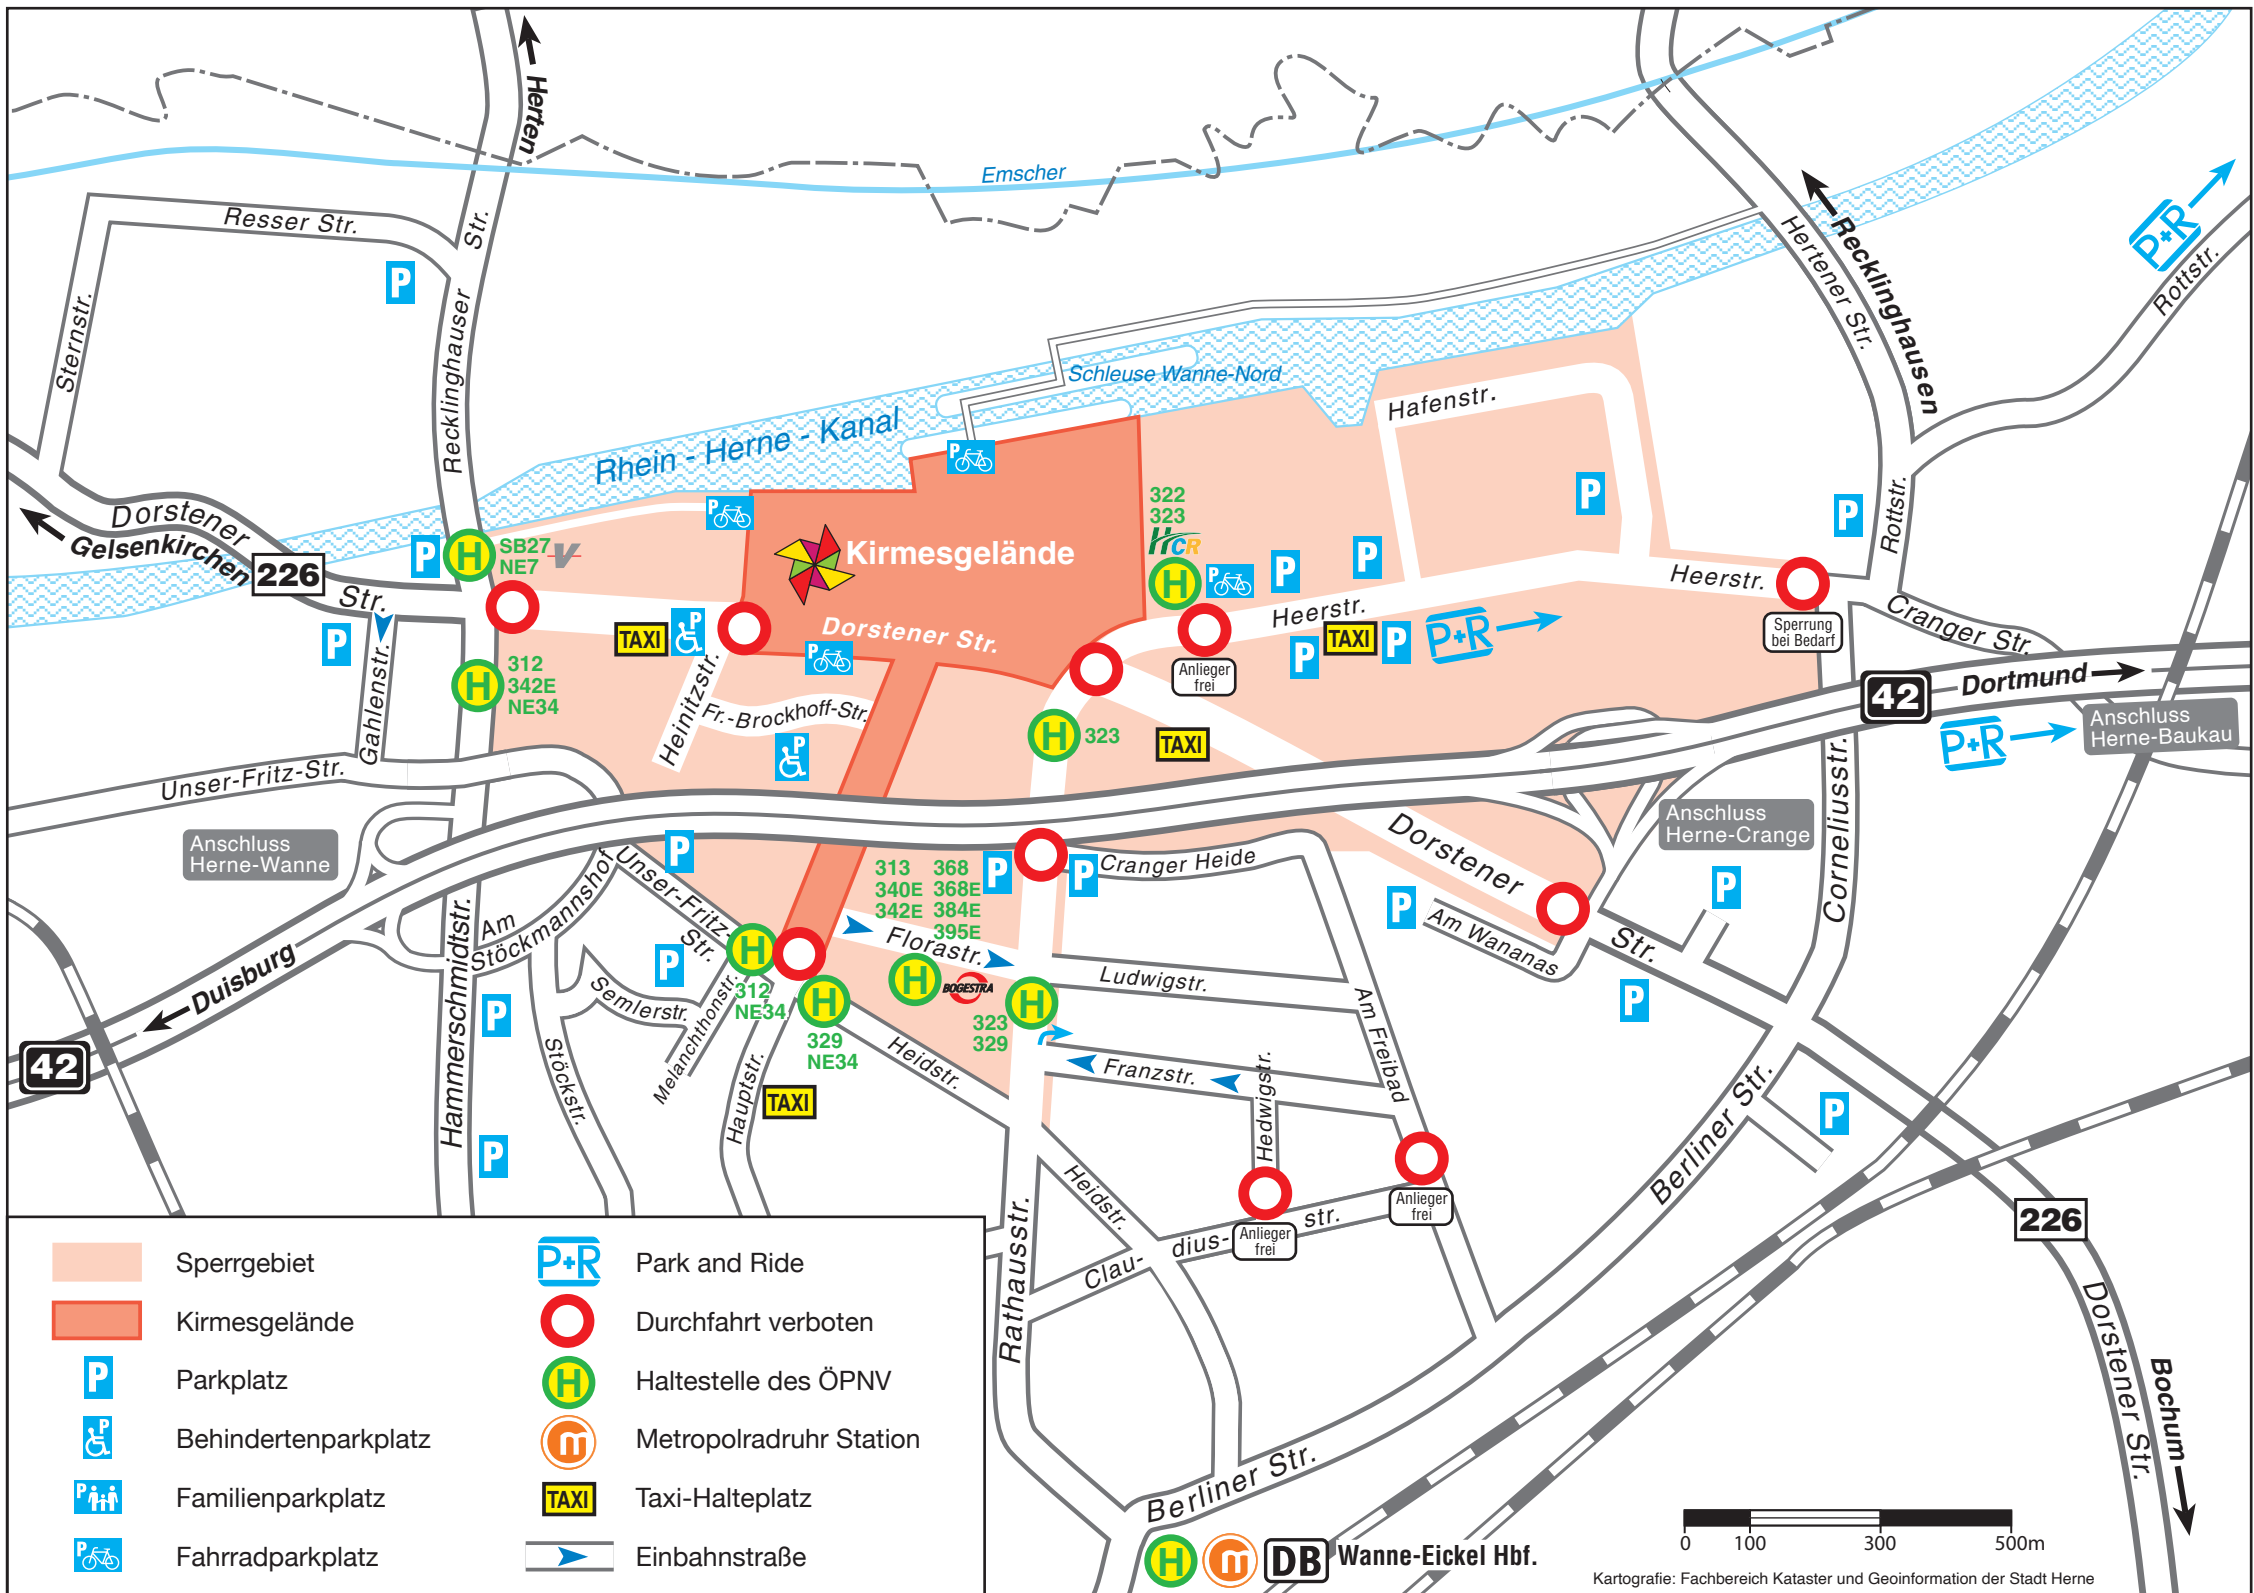 Herten
Emscher
Resser Str.
Recklinghauser
Str.
Sternstr.
P
Hertener Str.
Recklinghausen
P+R
Rottstr.
Rottstr.
Schleuse Wanne-Nord
Rhein - Herne - Kanal
Hafenstr.
P
P
P
P
Dorstener
Str.
Gelsenkirchen
226
P
H
SB27
NE7
Kirmesgelände
322
323
HCR
H
P
P
P
Heerstr.
Heerstr.
Sperrung
bei Bedarf
Cranger Str.
P
Gahlenstr.
H
312
342E
NE34
TAXI
P
Dorstener Str.
P
Heinitzstr.
Fr.-Brockhoff-Str.
P
Anlieger
frei
P
TAXI
P
P+R
H
323
TAXI
42
Dortmund
P+R
Anschluss
Herne-Baukau
Unser-Fritz-Str.
Anschluss
Herne-Wanne
Duisburg
42
Hammerschmidtstr.
Am
Stöckmannshof
Unser-Fritz-
Str.
P
P
P
P
Semlerstr.
Stöckstr.
Melanchthonstr.
Hauptstr.
H
312
NE34
H
329
NE34
TAXI
313
340E
342E
368
368E
384E
395E
P
P
Florastr.
H
BOGESTRA
H
323
329
Heidstr.
Cranger Heide
Ludwigstr.
Franzstr.
Hedwigstr.
Am Freibad
Dorstener
Str.
P
Am Wananas
P
Anschluss
Herne-Crange
P
Corneliusstr.
P
Berliner Str.
226
Dorstener Str.
Bochum
Heidstr.
Rathausstr.
Clau-
dius-
str.
Anlieger
frei
Anlieger
frei
Berliner Str.
H
m
DB
Wanne-Eickel Hbf.
0
100
300
500m
Kartografie: Fachbereich Kataster und Geoinformation der Stadt Herne
Sperrgebiet
Kirmesgelände
P
Parkplatz
P
Behindertenparkplatz
P
Familienparkplatz
P
Fahrradparkplatz
P+R
Park and Ride
Durchfahrt verboten
H
Haltestelle des ÖPNV
m
Metropolradruhr Station
TAXI
Taxi-Halteplatz
Einbahnstraße